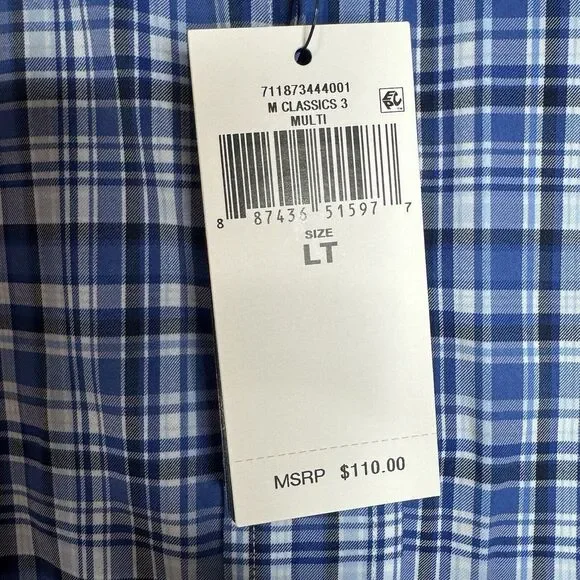 711873444001
M CLASSICS 3
MULTI
8 87436 51597 7
SIZE
LT
MSRP $110.00